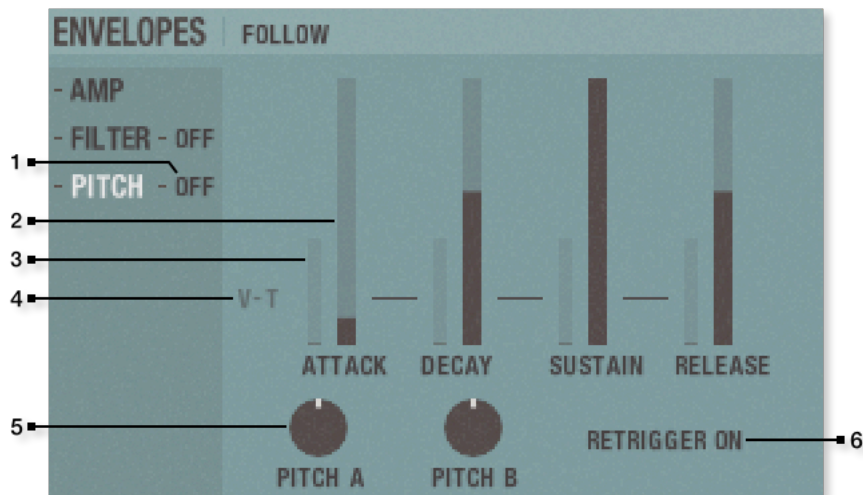 ENVELOPES FOLLOW
- AMP
- FILTER - OFF
1
- PITCH - OFF
2
3
4
V-T
ATTACK DECAY SUSTAIN RELEASE
5
RETRIGGER ON 6
PITCH A PITCH B